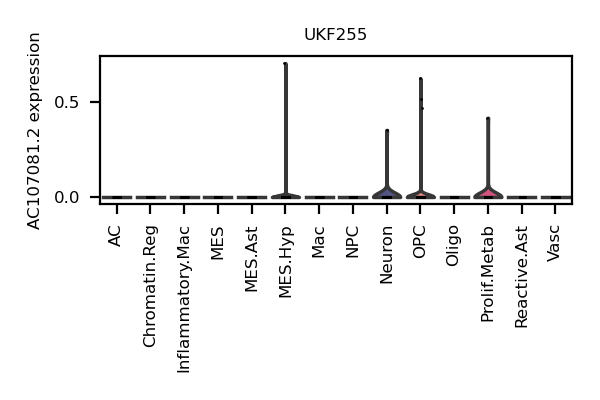 UKF255
AC107081.2 expression
0.5
0.0
AC
Chromatin.Reg
Inflammatory.Mac
MES
MES.Ast
MES.Hyp
Mac
NPC
Neuron
OPC
Oligo
Prolif.Metab
Reactive.Ast
Vasc